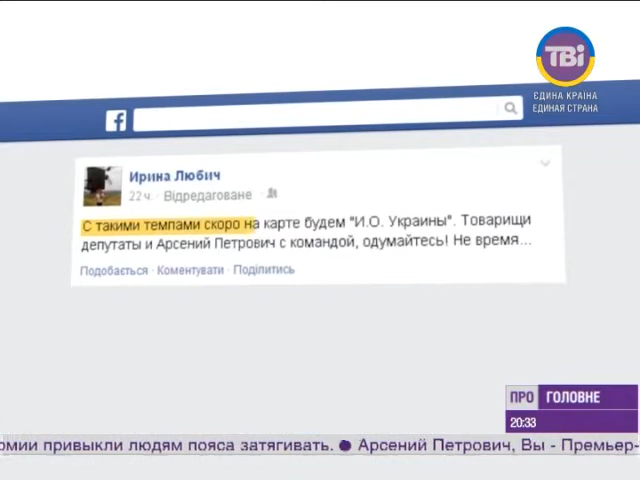 ТВі
ЄДИНА КРАЇНА
ЕДИНАЯ СТРАНА
f
Ирина Любич
22 ч. · Відредаговане ·
С такими темпами скоро на карте будем "И.О. Украины". Товарищи
депутаты и Арсений Петрович с командой, одумайтесь! Не время...
Подобається · Коментувати · Поділитись
ПРО ГОЛОВНЕ
20:33
омии привыкли людям пояса затягивать. ● Арсений Петрович, Вы - Премьер-